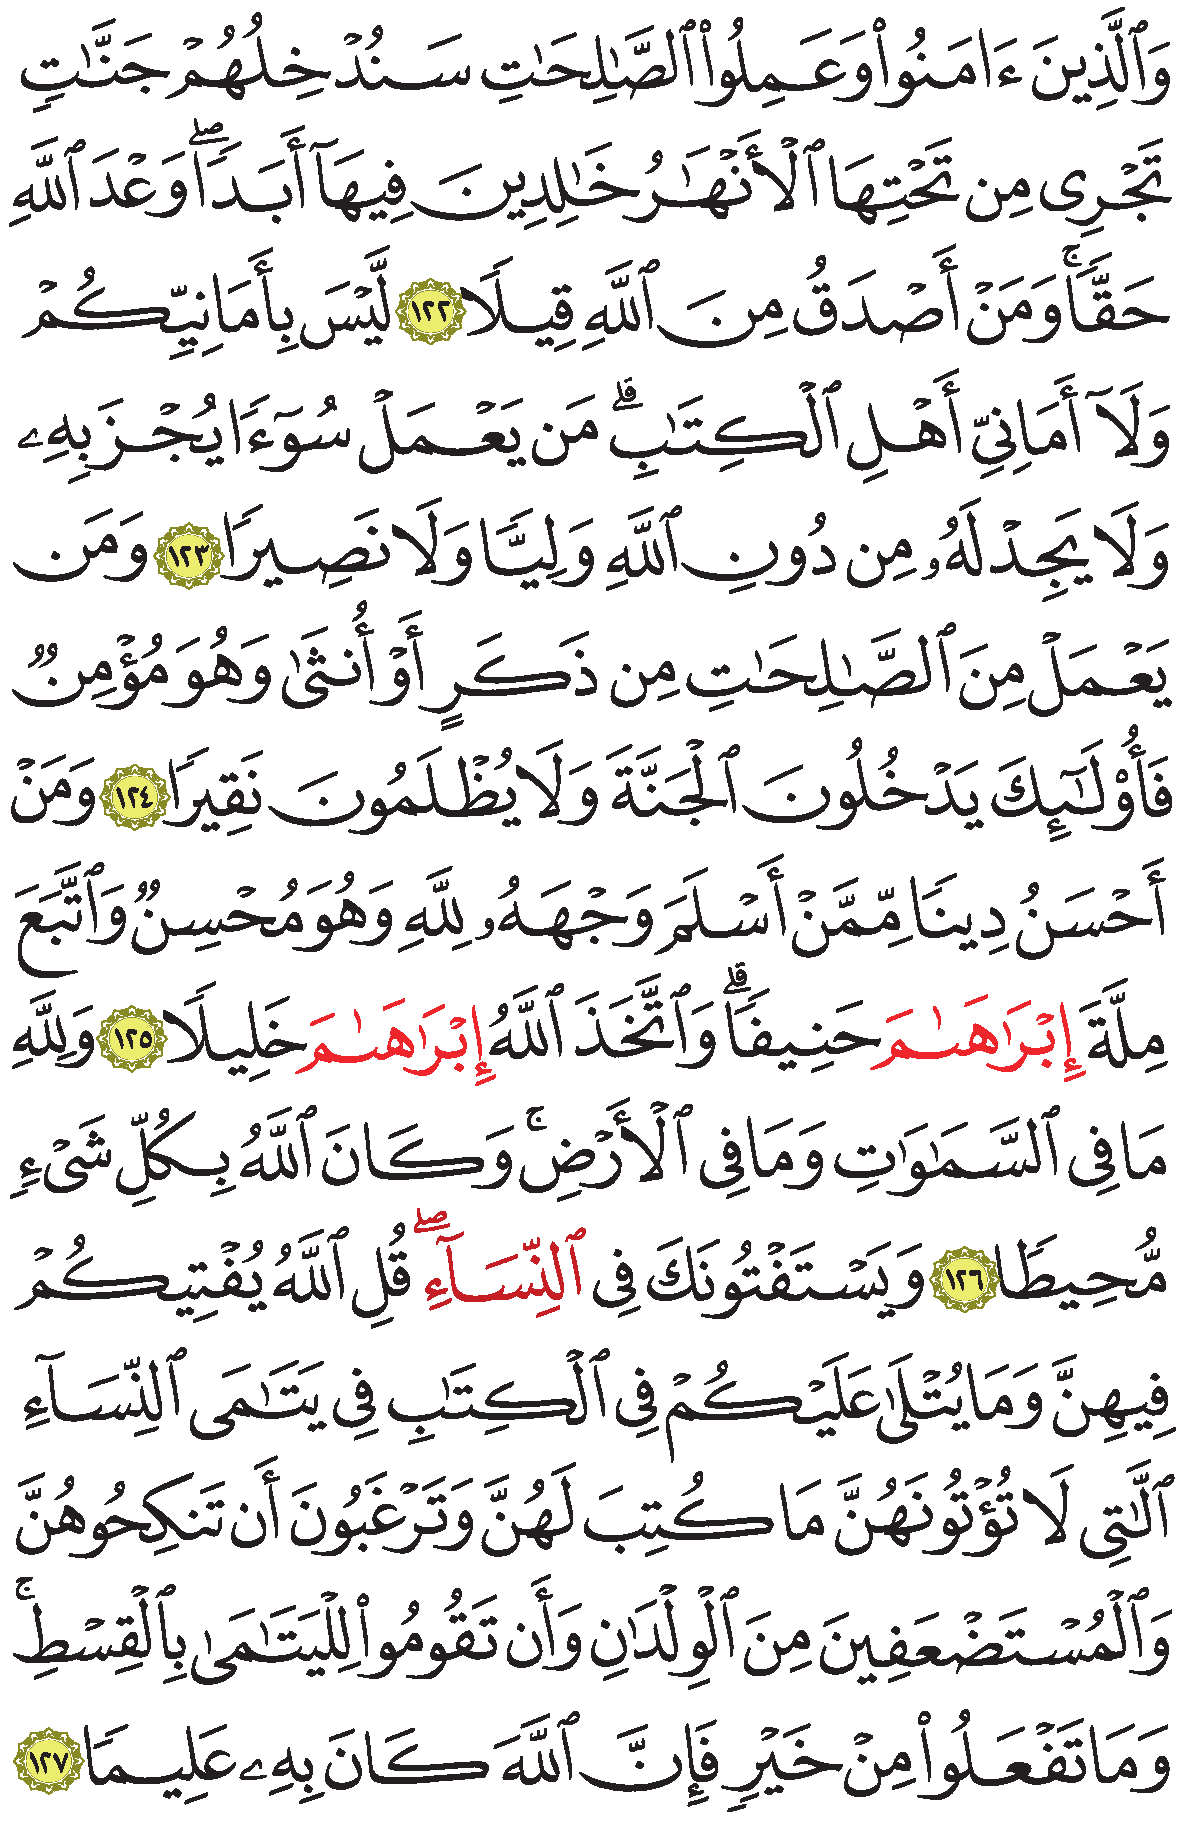 وَٱلَّذِينَ ءَامَنُوا۟ وَعَمِلُوا۟ ٱلصَّٰلِحَٰتِ سَنُدْخِلُهُمْ جَنَّٰتٍ
تَجْرِى مِن تَحْتِهَا ٱلْأَنْهَٰرُ خَٰلِدِينَ فِيهَآ أَبَدًا ۖ وَعْدَ ٱللَّهِ
حَقًّا ۚ وَمَنْ أَصْدَقُ مِنَ ٱللَّهِ قِيلًا ١٢٢ لَّيْسَ بِأَمَانِيِّكُمْ
وَلَآ أَمَانِىِّ أَهْلِ ٱلْكِتَٰبِ ۗ مَن يَعْمَلْ سُوٓءًا يُجْزَ بِهِۦ
وَلَا يَجِدْ لَهُۥ مِن دُونِ ٱللَّهِ وَلِيًّا وَلَا نَصِيرًا ١٢٣ وَمَن
يَعْمَلْ مِنَ ٱلصَّٰلِحَٰتِ مِن ذَكَرٍ أَوْ أُنثَىٰ وَهُوَ مُؤْمِنٌ
فَأُو۟لَٰٓئِكَ يَدْخُلُونَ ٱلْجَنَّةَ وَلَا يُظْلَمُونَ نَقِيرًا ١٢٤ وَمَنْ
أَحْسَنُ دِينًا مِّمَّنْ أَسْلَمَ وَجْهَهُۥ لِلَّهِ وَهُوَ مُحْسِنٌ وَٱتَّبَعَ
مِلَّةَ إِبْرَاهَٰمَ حَنِيفًا ۗ وَٱتَّخَذَ ٱللَّهُ إِبْرَاهَٰمَ خَلِيلًا ١٢٥ وَلِلَّهِ
مَا فِى ٱلسَّمَٰوَٰتِ وَمَا فِى ٱلْأَرْضِ ۚ وَكَانَ ٱللَّهُ بِكُلِّ شَىْءٍ
مُّحِيطًا ١٢٦ وَيَسْتَفْتُونَكَ فِى ٱلنِّسَآءِ ۖ قُلِ ٱللَّهُ يُفْتِيكُمْ
فِيهِنَّ وَمَا يُتْلَىٰ عَلَيْكُمْ فِى ٱلْكِتَٰبِ فِى يَتَٰمَى ٱلنِّسَآءِ
ٱلَّٰتِى لَا تُؤْتُونَهُنَّ مَا كُتِبَ لَهُنَّ وَتَرْغَبُونَ أَن تَنكِحُوهُنَّ
وَٱلْمُسْتَضْعَفِينَ مِنَ ٱلْوِلْدَٰنِ وَأَن تَقُومُوا۟ لِلْيَتَٰمَىٰ بِٱلْقِسْطِ ۚ
وَمَا تَفْعَلُوا۟ مِنْ خَيْرٍ فَإِنَّ ٱللَّهَ كَانَ بِهِۦ عَلِيمًا ١٢٧